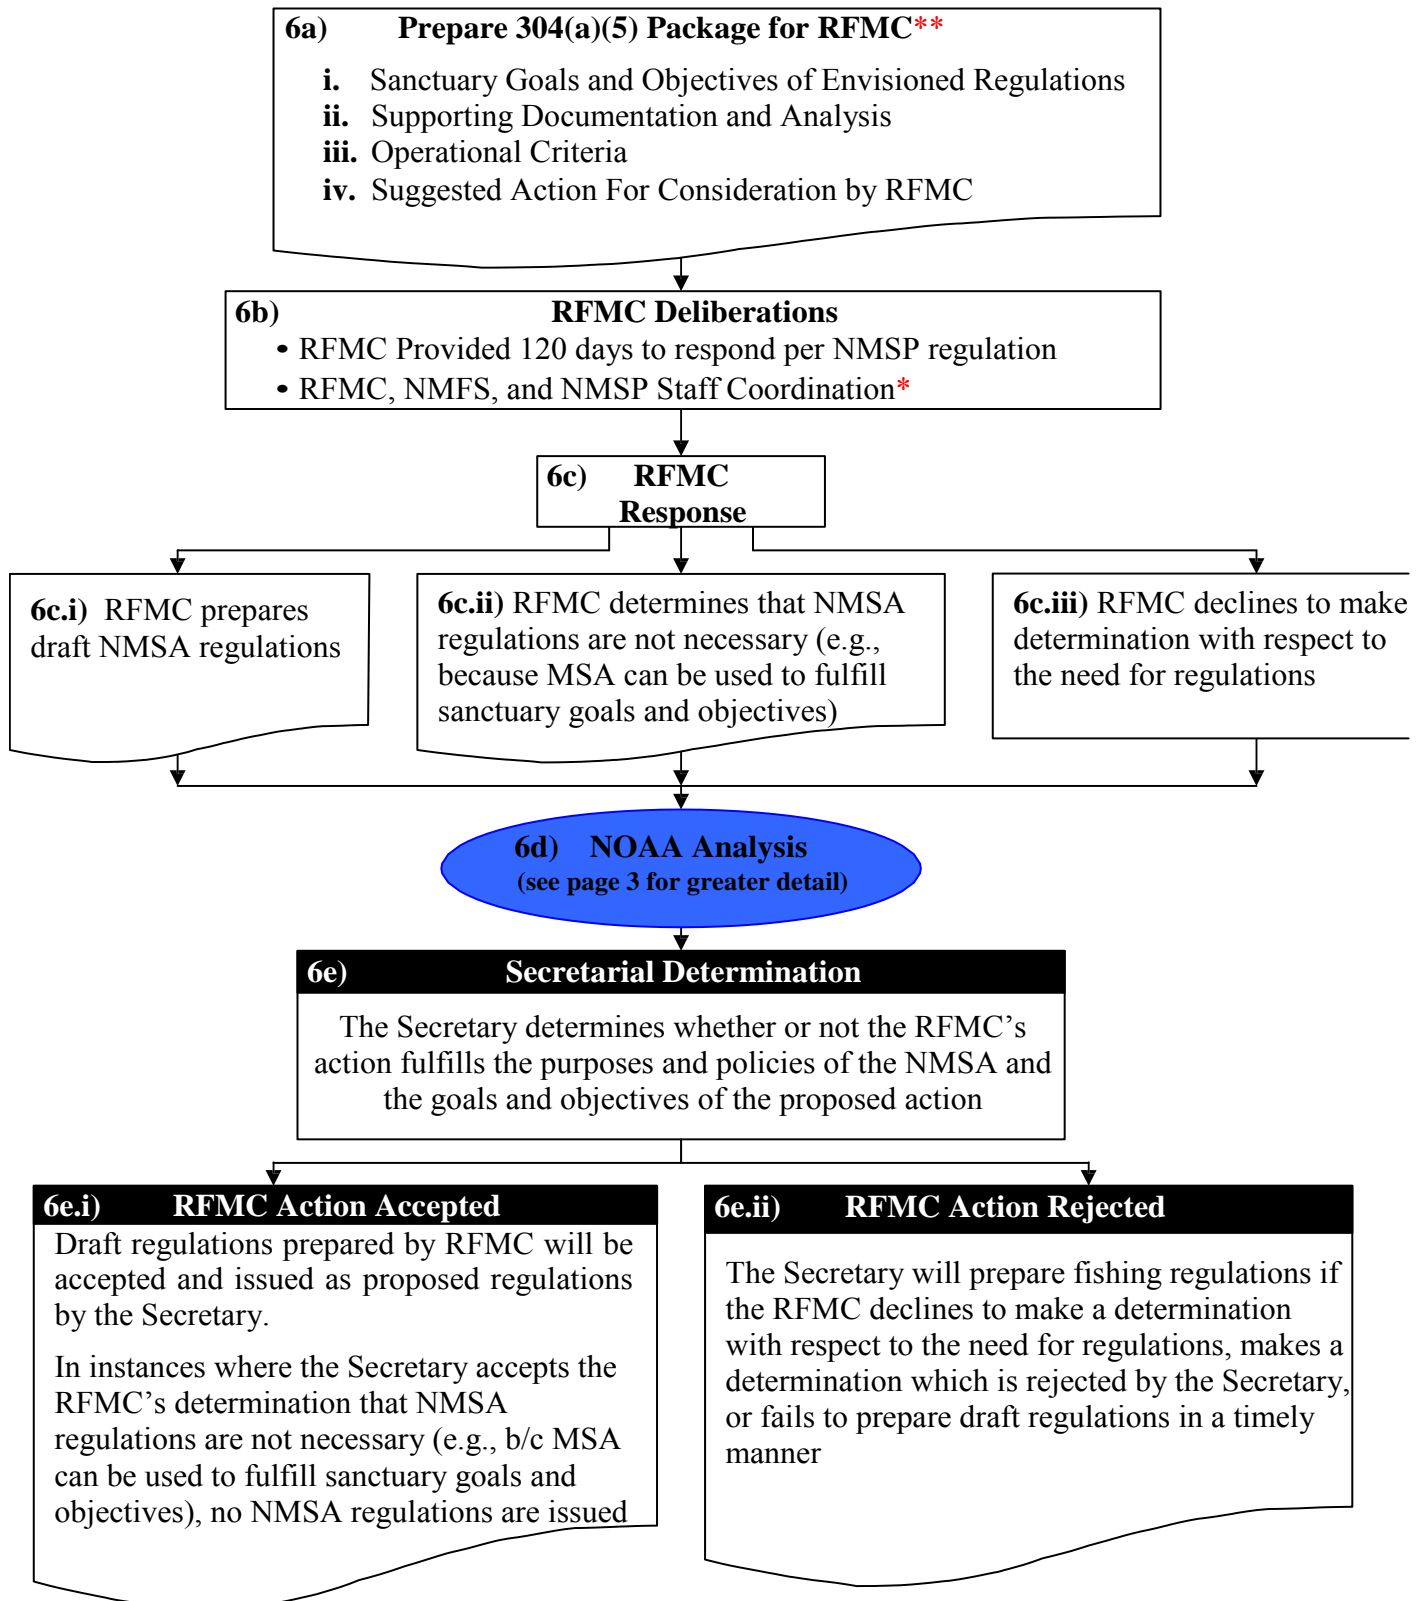 6a) Prepare 304(a)(5) Package for RFMC**
i. Sanctuary Goals and Objectives of Envisioned Regulations
ii. Supporting Documentation and Analysis
iii. Operational Criteria
iv. Suggested Action For Consideration by RFMC
6b) RFMC Deliberations
• RFMC Provided 120 days to respond per NMSP regulation
• RFMC, NMFS, and NMSP Staff Coordination*
6c) RFMC
Response
6c.i) RFMC prepares
draft NMSA regulations
6c.ii) RFMC determines that NMSA
regulations are not necessary (e.g.,
because MSA can be used to fulfill
sanctuary goals and objectives)
6c.iii) RFMC declines to make
determination with respect to
the need for regulations
6d) NOAA Analysis
(see page 3 for greater detail)
6e) Secretarial Determination
The Secretary determines whether or not the RFMC’s
action fulfills the purposes and policies of the NMSA and
the goals and objectives of the proposed action
6e.i) RFMC Action Accepted
Draft regulations prepared by RFMC will be
accepted and issued as proposed regulations
by the Secretary.
In instances where the Secretary accepts the
RFMC’s determination that NMSA
regulations are not necessary (e.g., b/c MSA
can be used to fulfill sanctuary goals and
objectives), no NMSA regulations are issued
6e.ii) RFMC Action Rejected
The Secretary will prepare fishing regulations if
the RFMC declines to make a determination
with respect to the need for regulations, makes a
determination which is rejected by the Secretary,
or fails to prepare draft regulations in a timely
manner